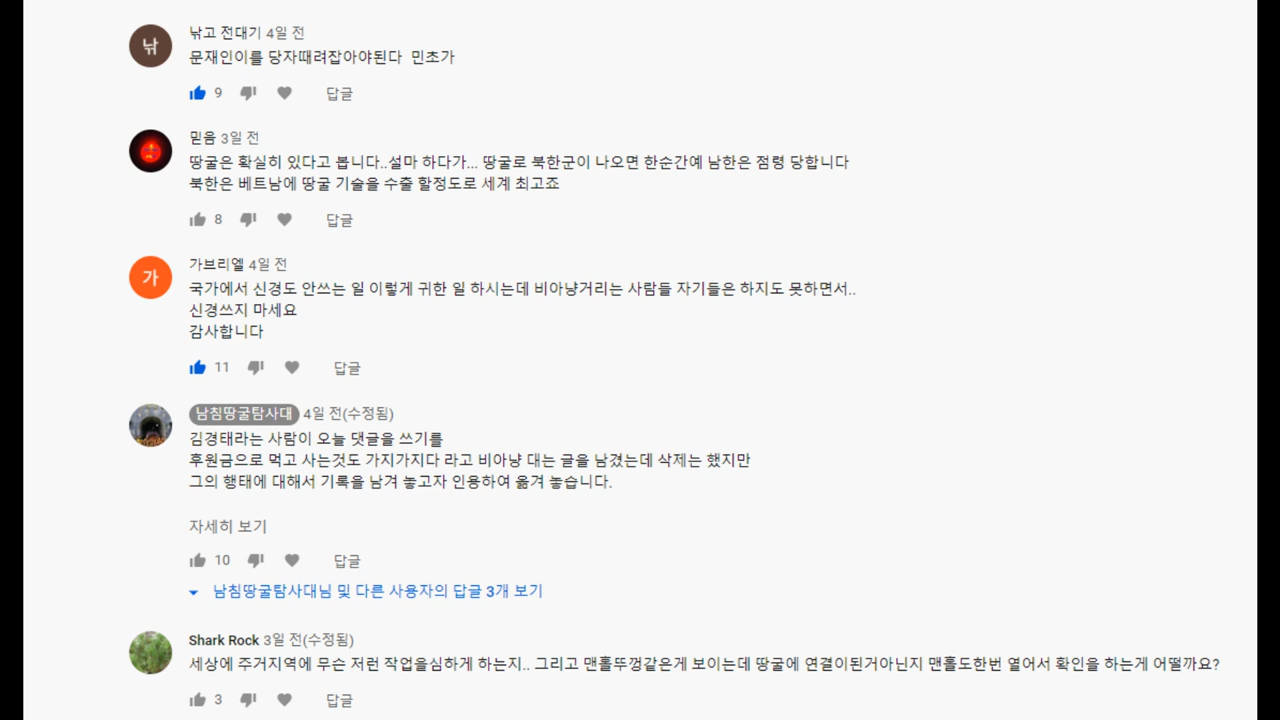 낚
낚고 전대기 4일 전
문재인이를 당자때려잡아야된다 민초가
9 답글
믿음 3일 전
땅굴은 확실히 있다고 봅니다..설마 하다가... 땅굴로 북한군이 나오면 한순간에 남한은 점령 당합니다
북한은 베트남에 땅굴 기술을 수출 할정도로 세계 최고죠
8 답글
가
가브리엘 4일 전
국가에서 신경도 안쓰는 일 이렇게 귀한 일 하시는데 비아냥거리는 사람들 자기들은 하지도 못하면서..
신경쓰지 마세요
감사합니다
11 답글
남침땅굴탐사대 4일 전(수정됨)
김경태라는 사람이 오늘 댓글을 쓰기를
후원금으로 먹고 사는것도 가지가지다 라고 비아냥 대는 글을 남겼는데 삭제는 했지만
그의 행태에 대해서 기록을 남겨 놓고자 인용하여 옮겨 놓습니다.
자세히 보기
10 답글
남침땅굴탐사대님 및 다른 사용자의 답글 3개 보기
Shark Rock 3일 전(수정됨)
세상에 주거지역에 무슨 저런 작업을심하게 하는지.. 그리고 맨홀뚜껑같은게 보이는데 땅굴에 연결이된거아닌지 맨홀도한번 열어서 확인을 하는게 어떨까요?
3 답글